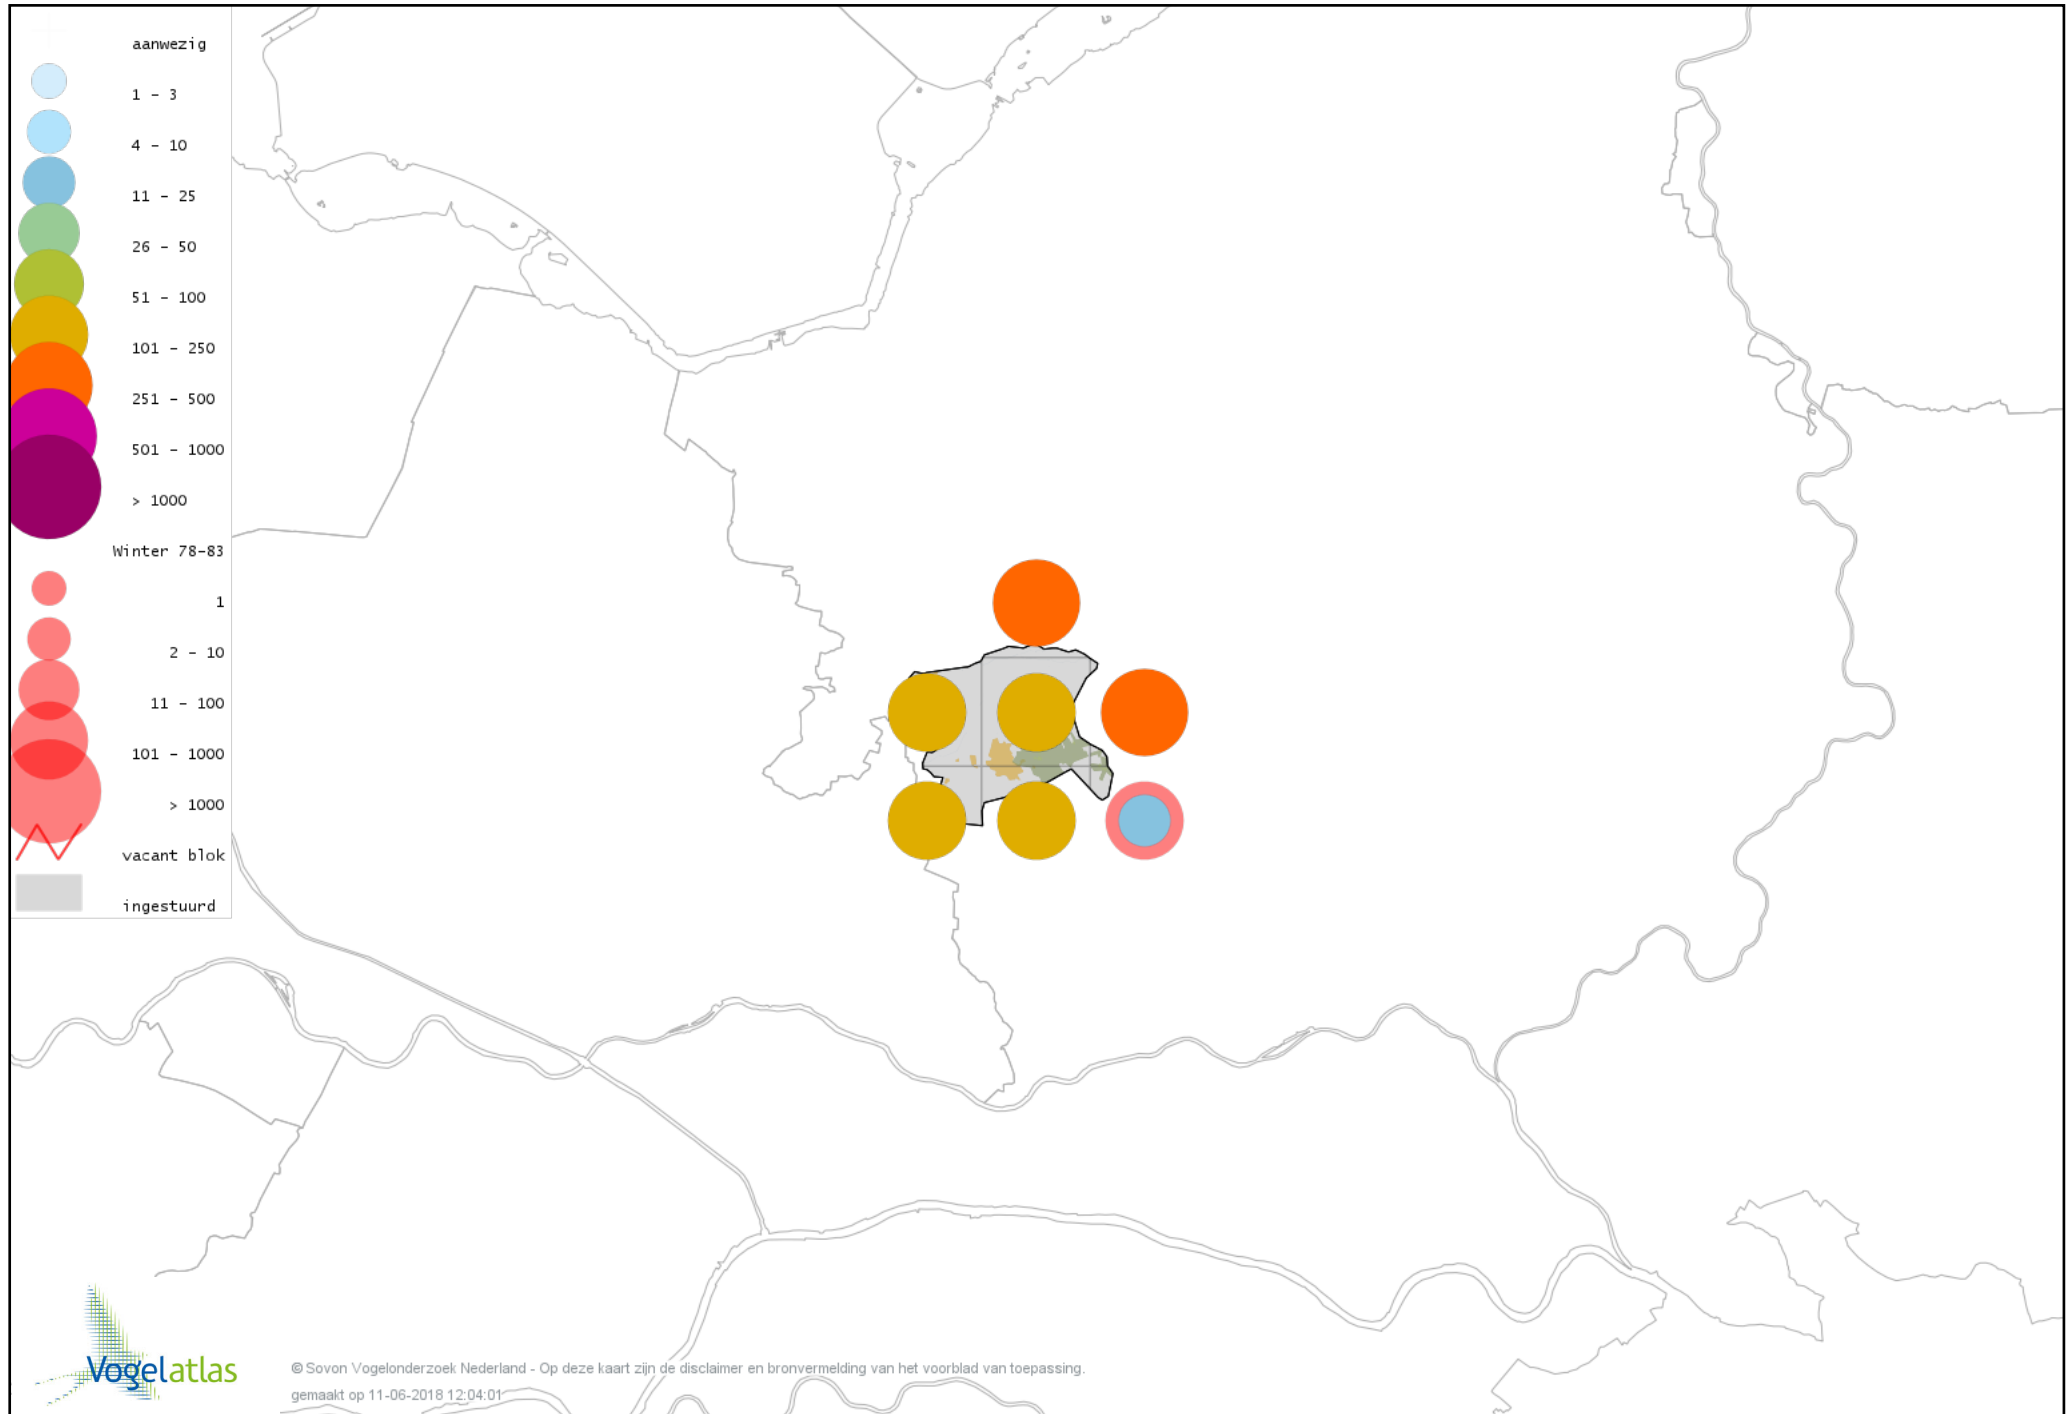 aanwezig
1 - 3
4 - 10
11 - 25
26 - 50
51 - 100
101 - 250
251 - 500
501 - 1000
> 1000
Winter 78-83
1
2 - 10
11 - 100
101 - 1000
> 1000
vacant blok
ingestuurd
Vogelatlas
© Sovon Vogelonderzoek Nederland - Op deze kaart zijn de disclaimer en bronvermelding van het voorblad van toepassing.
gemaakt op 11-06-2018 12:04:01